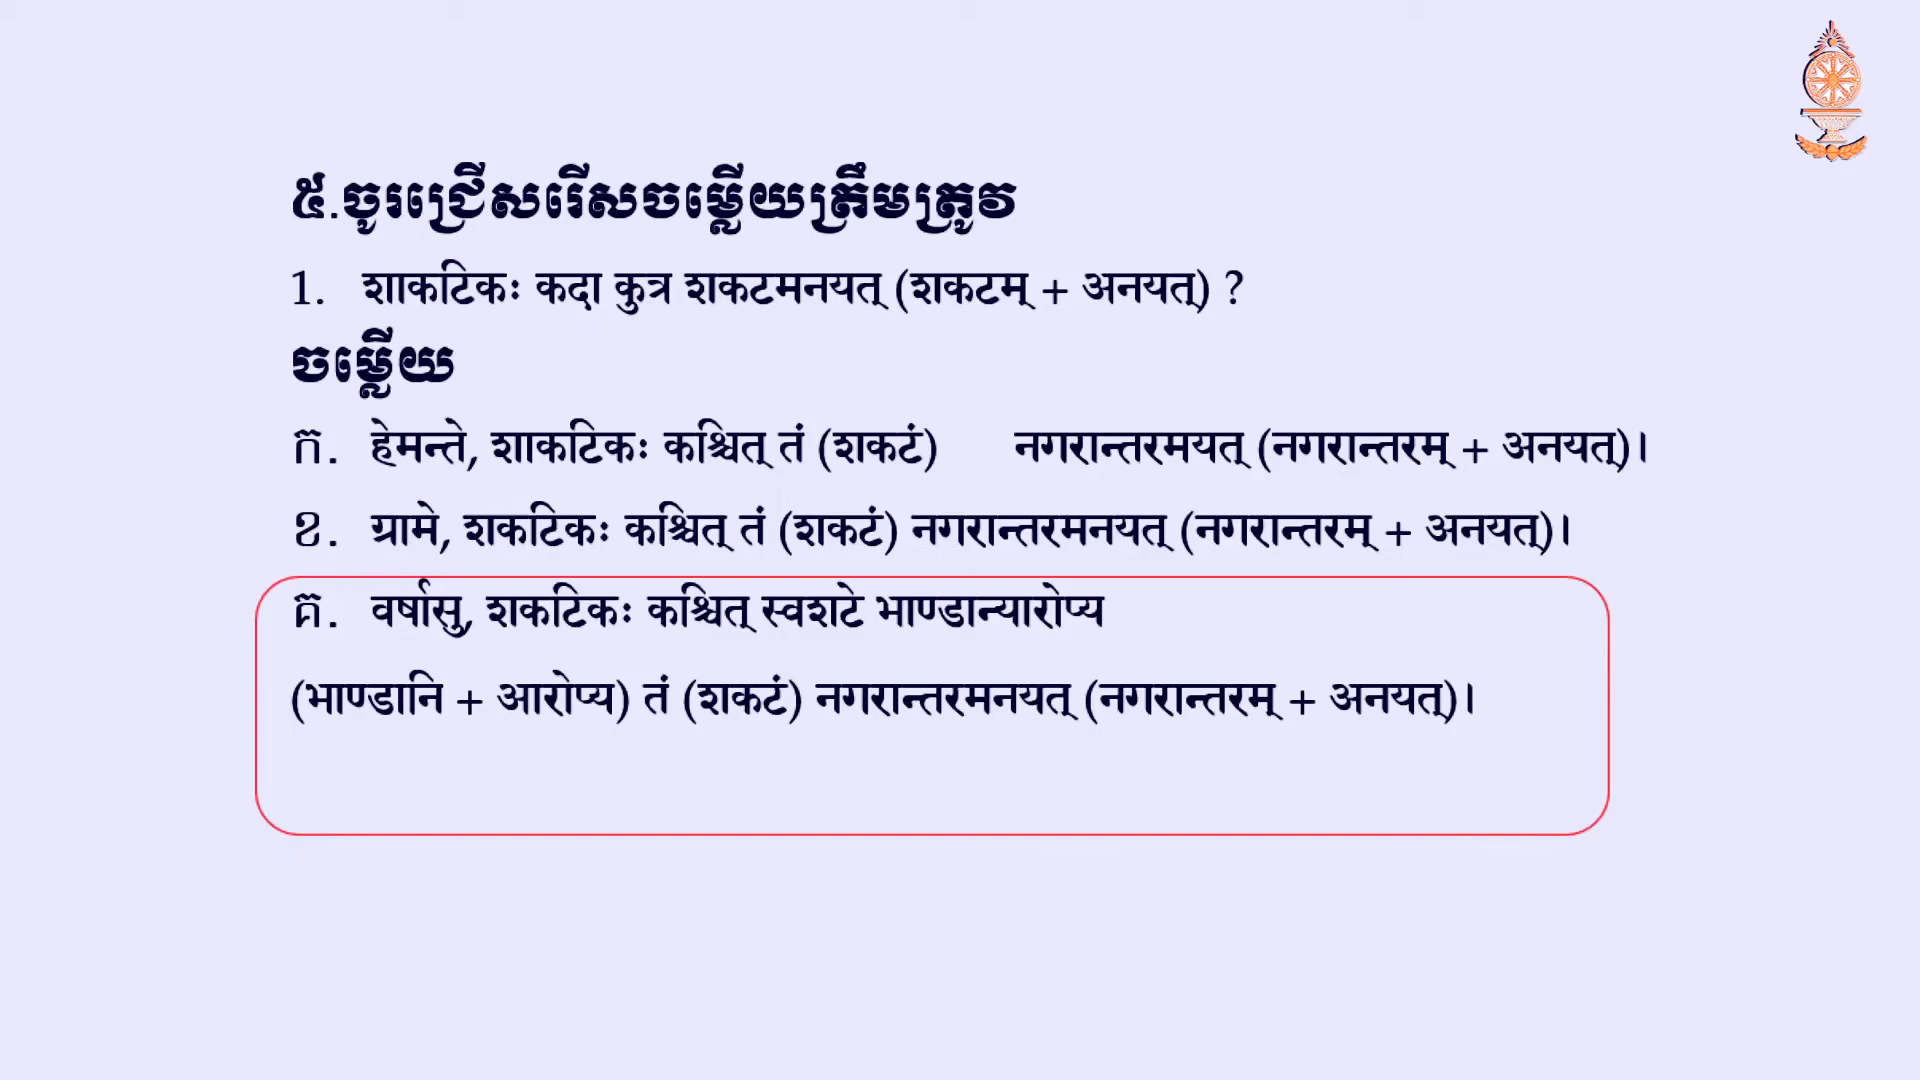 ៥.ចូរជ្រើសរើសចម្លើយត្រឹមត្រូវ
1. शाकटिकः कदा कुत्र शकटमनयत् (शकटम् + अनयत्) ?
ចម្លើយ
ក. हेमन्ते, शाकटिकः कश्चित् तं (शकटं) नगरान्तरमयत् (नगरान्तरम् + अनयत्)।
ខ. ग्रामे, शकटिकः कश्चित् तं (शकटं) नगरान्तरमनयत् (नगरान्तरम् + अनयत्)।
គ. वर्षासु, शकटिकः कश्चित् स्वशटे भाण्डान्यारोप्य
(भाण्डानि + आरोप्य) तं (शकटं) नगरान्तरमनयत् (नगरान्तरम् + अनयत्)।